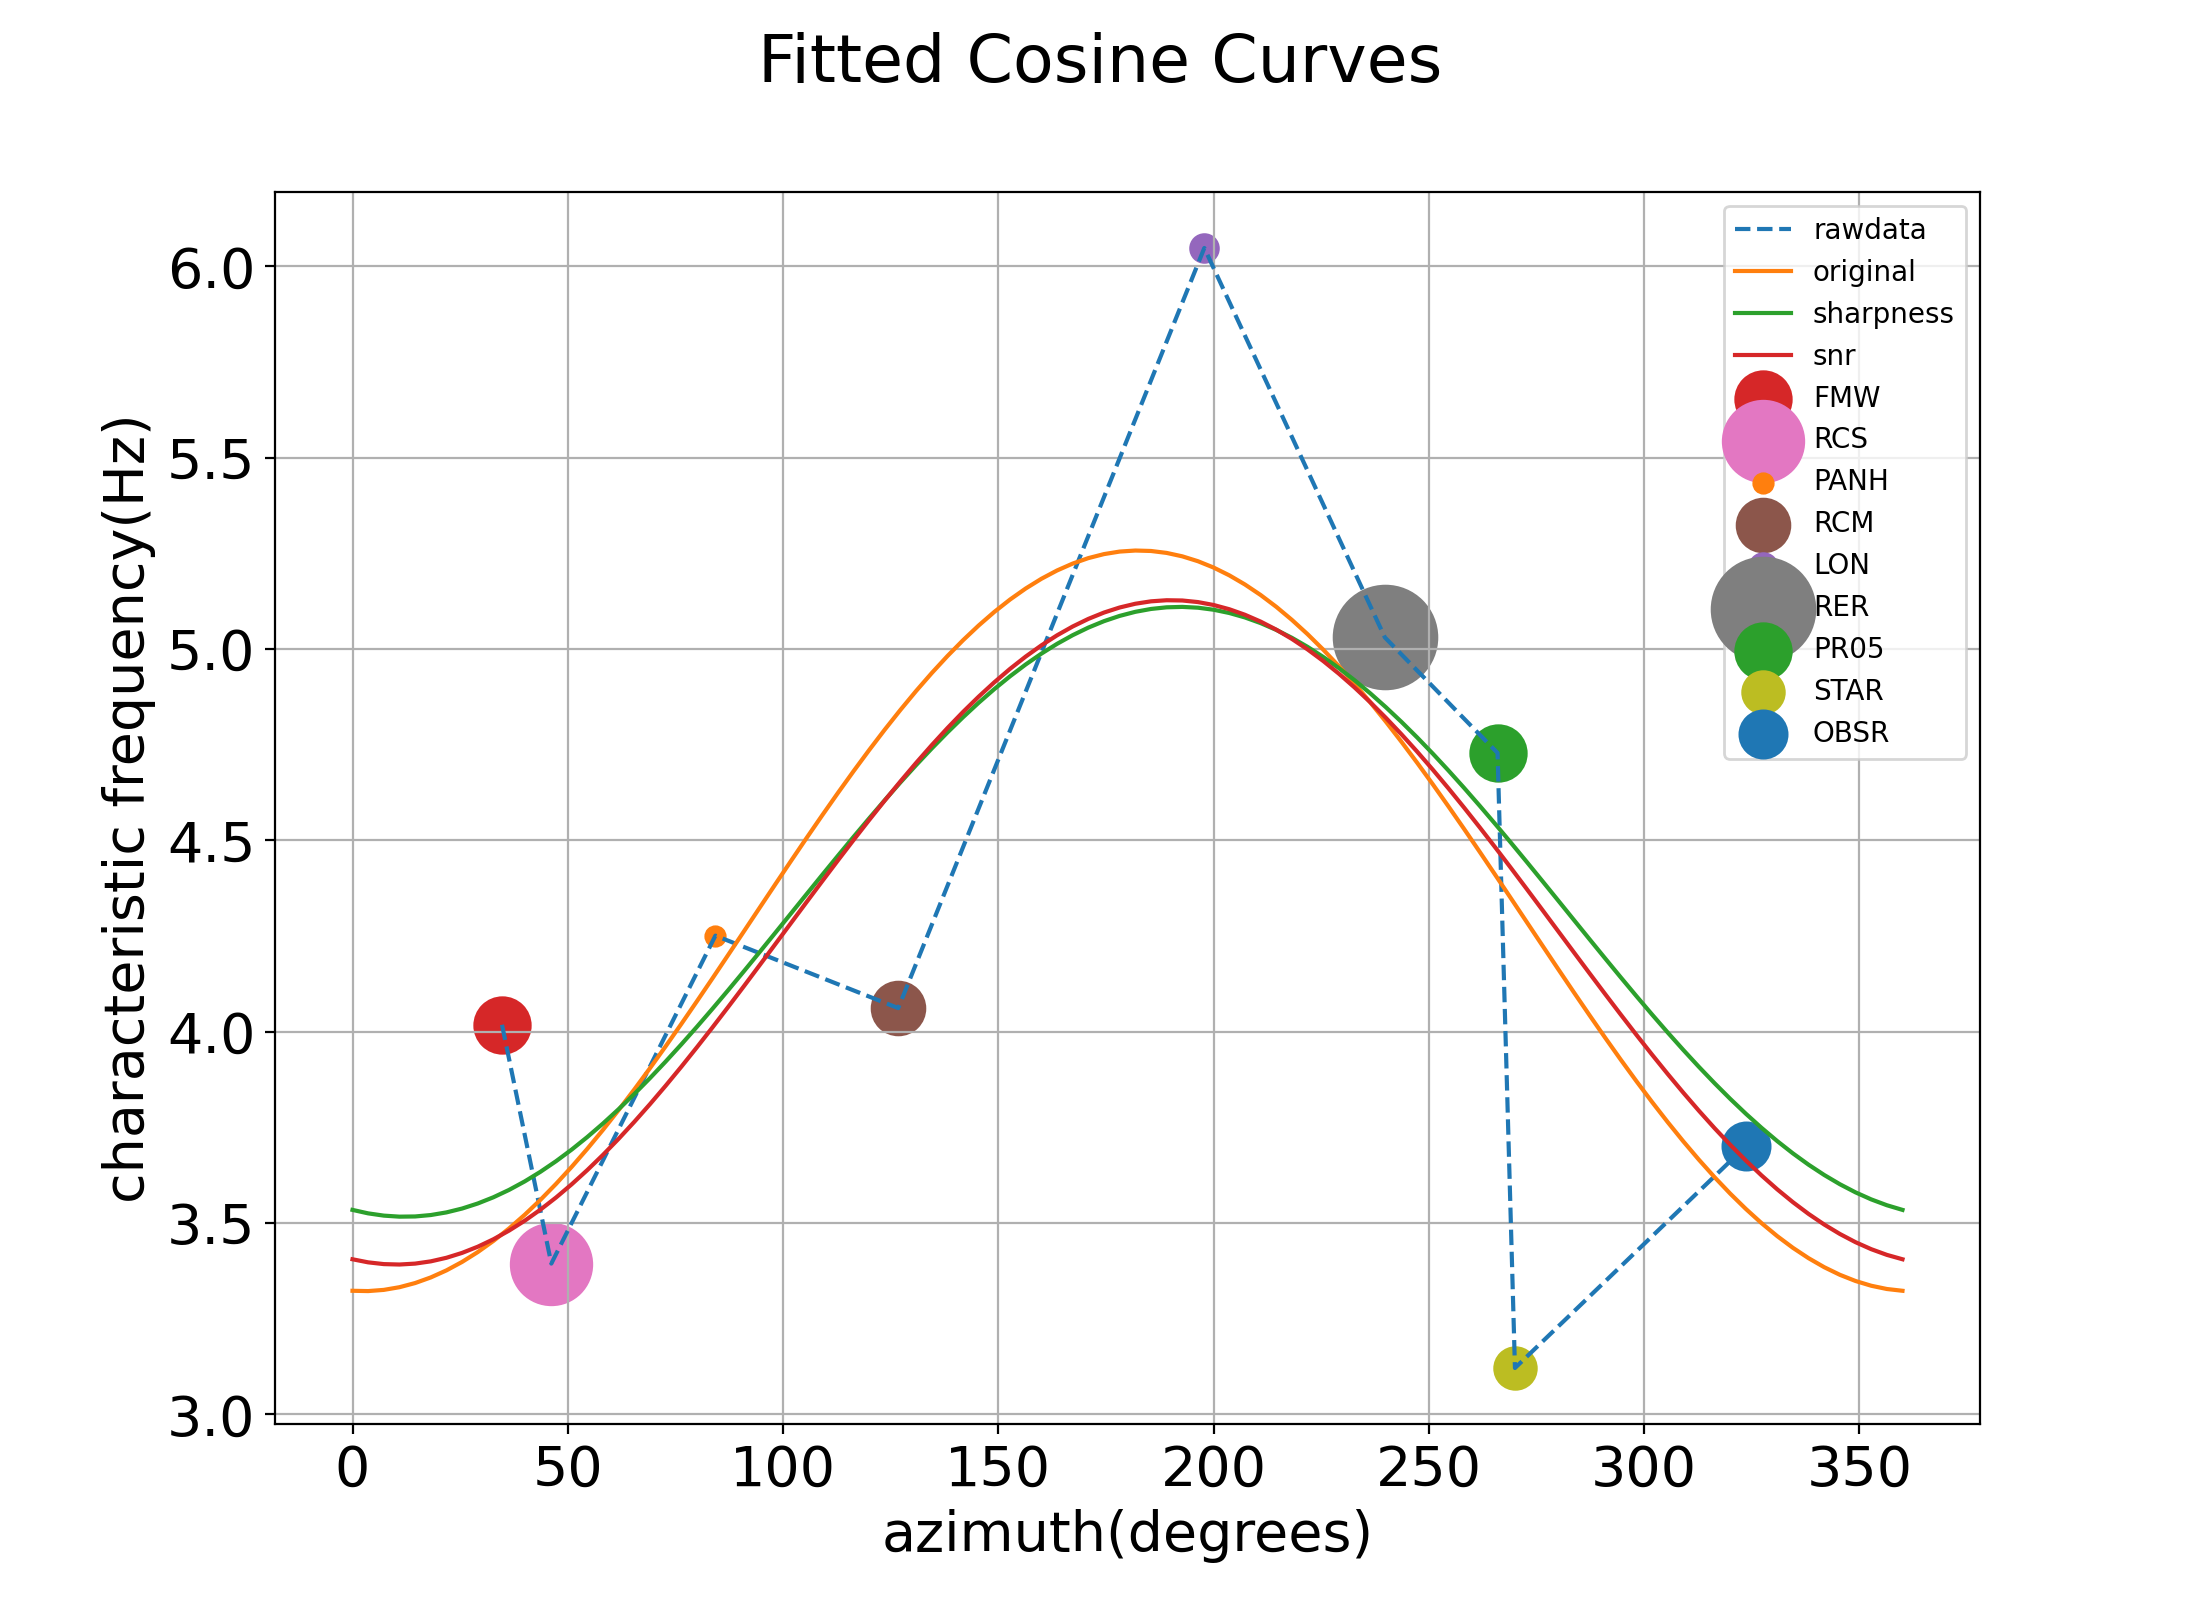 Fitted Cosine Curves
characteristic frequency(Hz)
6.0
5.5
5.0
4.5
4.0
3.5
3.0
rawdata
original
sharpness
snr
FMW
RCS
PANH
RCM
LON
RER
PR05
STAR
OBSR
0 50 100 150 200 250 300 350
azimuth(degrees)